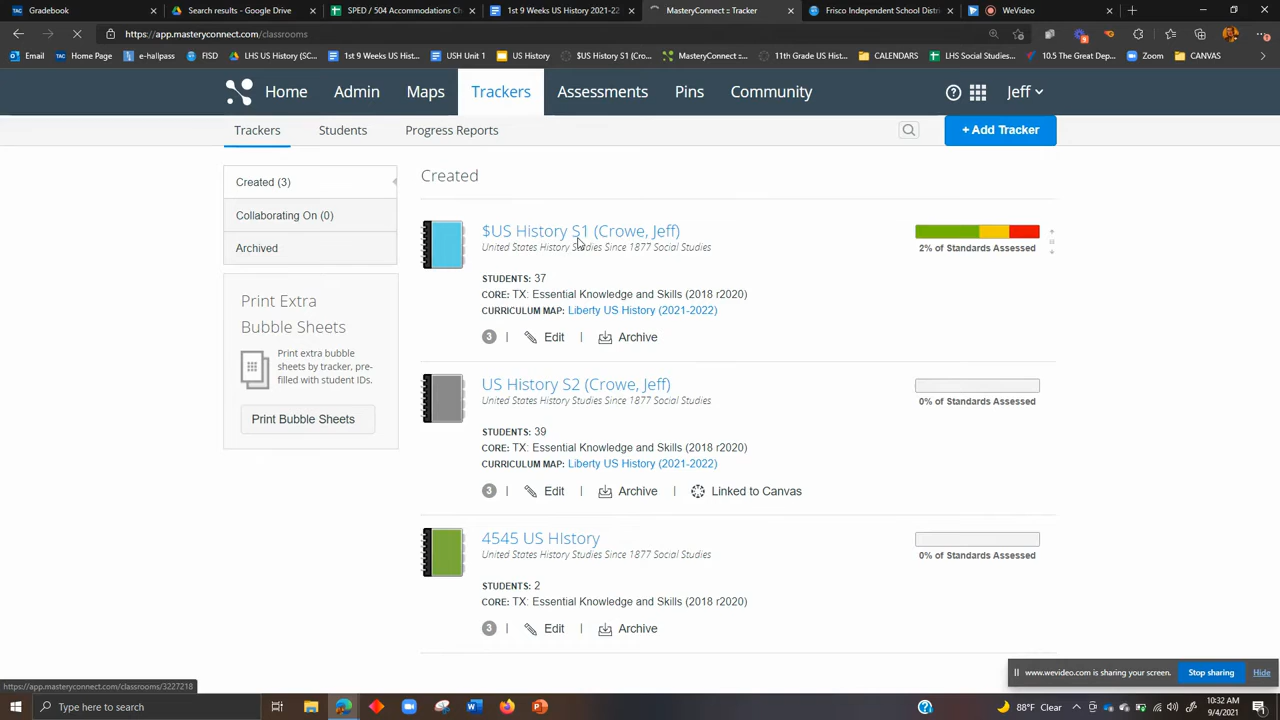 Gradebook
Search results - Google Drive
SPED / 504 Accommodations Ch
1st 9 Weeks US History 2021-22
MasteryConnect :: Tracker
Frisco Independent School Distri
WeVideo
https://app.masteryconnect.com/classrooms
Email
TAC Home Page
e-hallpass
FISD
LHS US History (SC...
1st 9 Weeks US Hist...
USH Unit 1
US History
$US History S1 (Cro...
MasteryConnect :: T...
11th Grade US Hist...
CALENDARS
LHS Social Studies...
10.5 The Great Dep...
Zoom
CANVAS
Home
Admin
Maps
Trackers
Assessments
Pins
Community
Jeff
Trackers
Students
Progress Reports
+ Add Tracker
Created (3)
Collaborating On (0)
Archived
Print Extra
Bubble Sheets
Print extra bubble
sheets by tracker, pre-
filled with student IDs.
Print Bubble Sheets
Created
$US History S1 (Crowe, Jeff)
United States History Studies Since 1877 Social Studies
STUDENTS: 37
CORE: TX: Essential Knowledge and Skills (2018 r2020)
CURRICULUM MAP: Liberty US History (2021-2022)
3 | Edit | Archive
2% of Standards Assessed
US History S2 (Crowe, Jeff)
United States History Studies Since 1877 Social Studies
STUDENTS: 39
CORE: TX: Essential Knowledge and Skills (2018 r2020)
CURRICULUM MAP: Liberty US History (2021-2022)
3 | Edit | Archive | Linked to Canvas
0% of Standards Assessed
4545 US History
United States History Studies Since 1877 Social Studies
STUDENTS: 2
CORE: TX: Essential Knowledge and Skills (2018 r2020)
3 | Edit | Archive
0% of Standards Assessed
www.wevideo.com is sharing your screen.
Stop sharing
Hide
https://app.masteryconnect.com/classrooms/3227218
Type here to search
88°F Clear
10:32 AM
9/4/2021